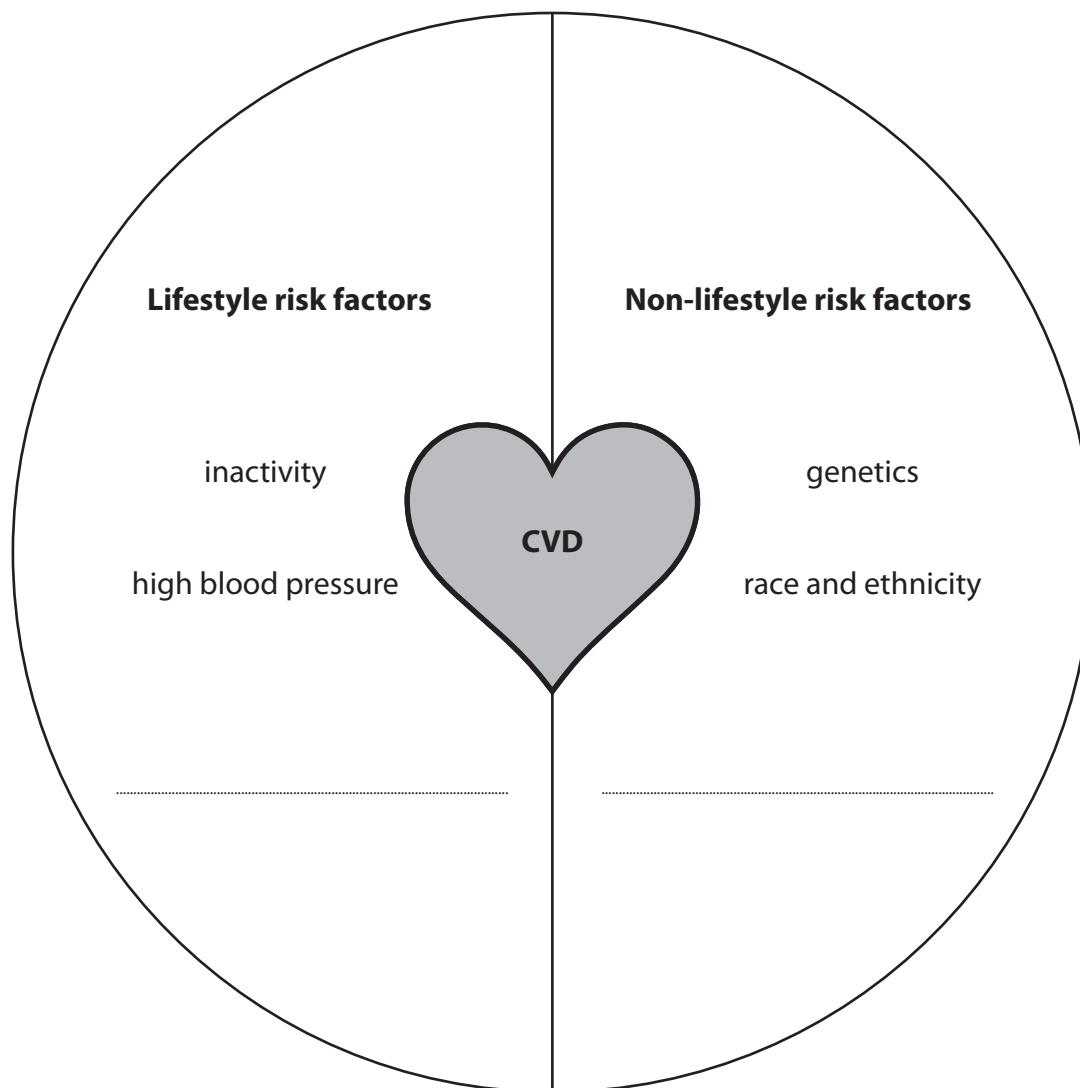 Lifestyle risk factors
Non-lifestyle risk factors
inactivity
genetics
CVD
high blood pressure
race and ethnicity